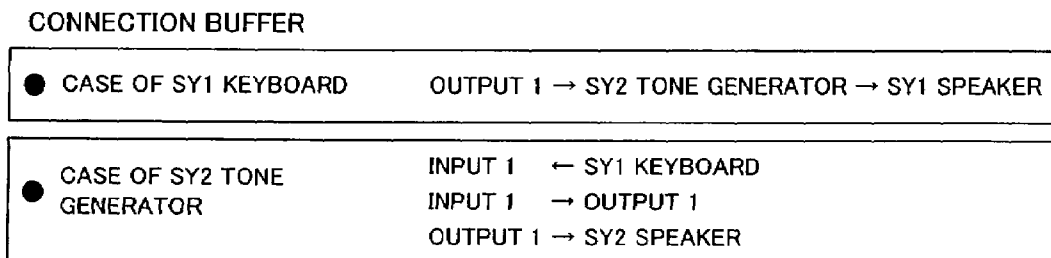 CONNECTION BUFFER
● CASE OF SY1 KEYBOARD OUTPUT 1 → SY2 TONE GENERATOR → SY1 SPEAKER
● CASE OF SY2 TONE GENERATOR
INPUT 1 ← SY1 KEYBOARD
INPUT 1 → OUTPUT 1
OUTPUT 1 → SY2 SPEAKER